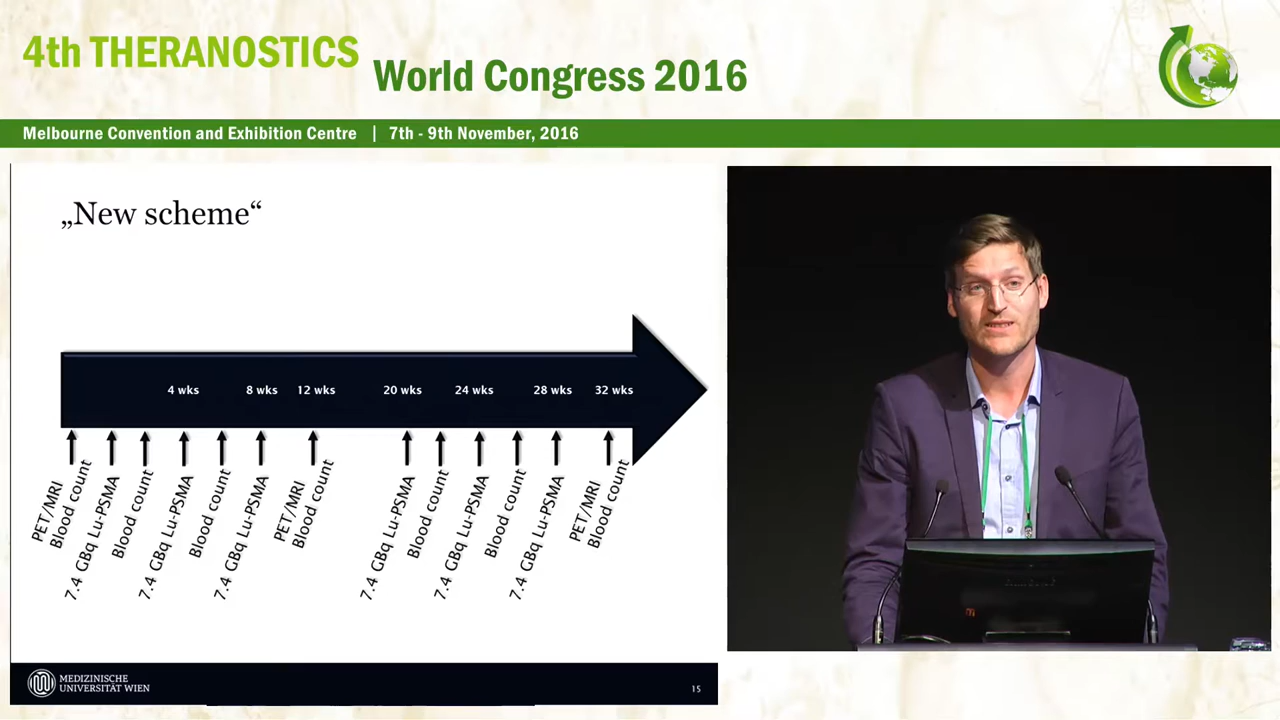 4th THERANOSTICS
World Congress 2016
Melbourne Convention and Exhibition Centre | 7th - 9th November, 2016
„New scheme“
4 wks 8 wks 12 wks 20 wks 24 wks 28 wks 32 wks
PET/MRI
Blood count
7.4 GBq Lu-PSMA
Blood count
7.4 GBq Lu-PSMA
Blood count
7.4 GBq Lu-PSMA
PET/MRI
Blood count
7.4 GBq Lu-PSMA
Blood count
7.4 GBq Lu-PSMA
Blood count
7.4 GBq Lu-PSMA
PET/MRI
Blood count
MEDIZINISCHE
UNIVERSITÄT WIEN
15